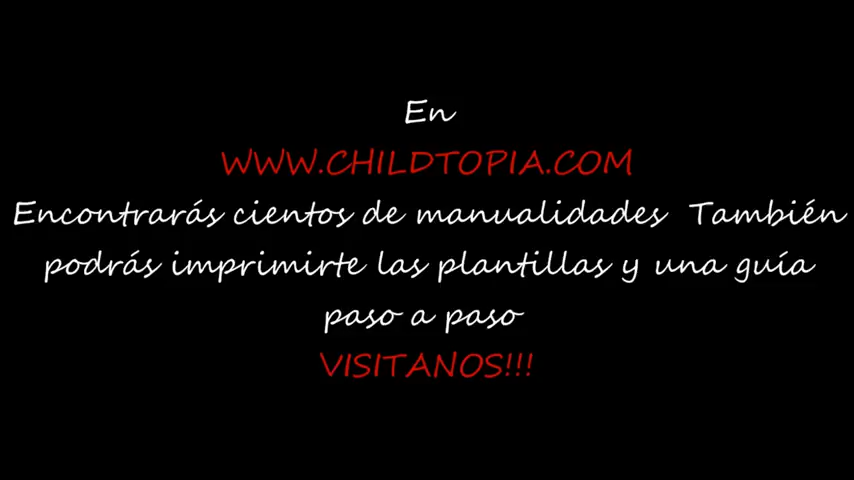 En
WWW.CHILDTOPIA.COM
Encontrarás cientos de manualidades También
podrás imprimirte las plantillas y una guía
paso a paso
VISITANOS!!!